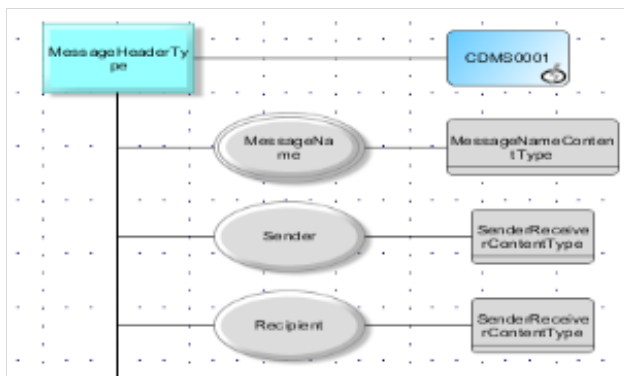 MessageHeaderTy
pe
CDMS0001
MessageNa
me
MessageNameConten
tType
Sender
SenderReceive
rContentType
Recipient
SenderReceive
rContentType